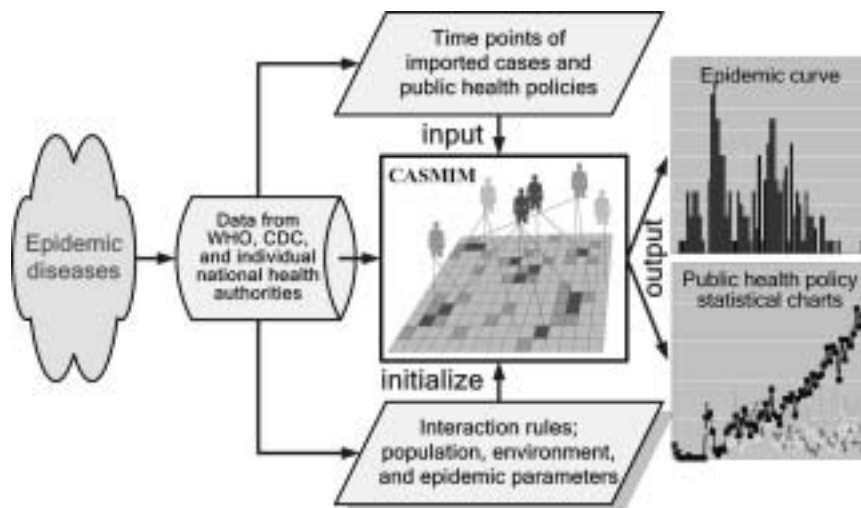 Time points of
imported cases and
public health policies
input
Epidemic curve
CASMIM
Epidemic
diseases
Data from
WHO, CDC,
and individual
national health
authorities
output
Public health policy
statistical charts
initialize
Interaction rules;
population, environment,
and epidemic parameters